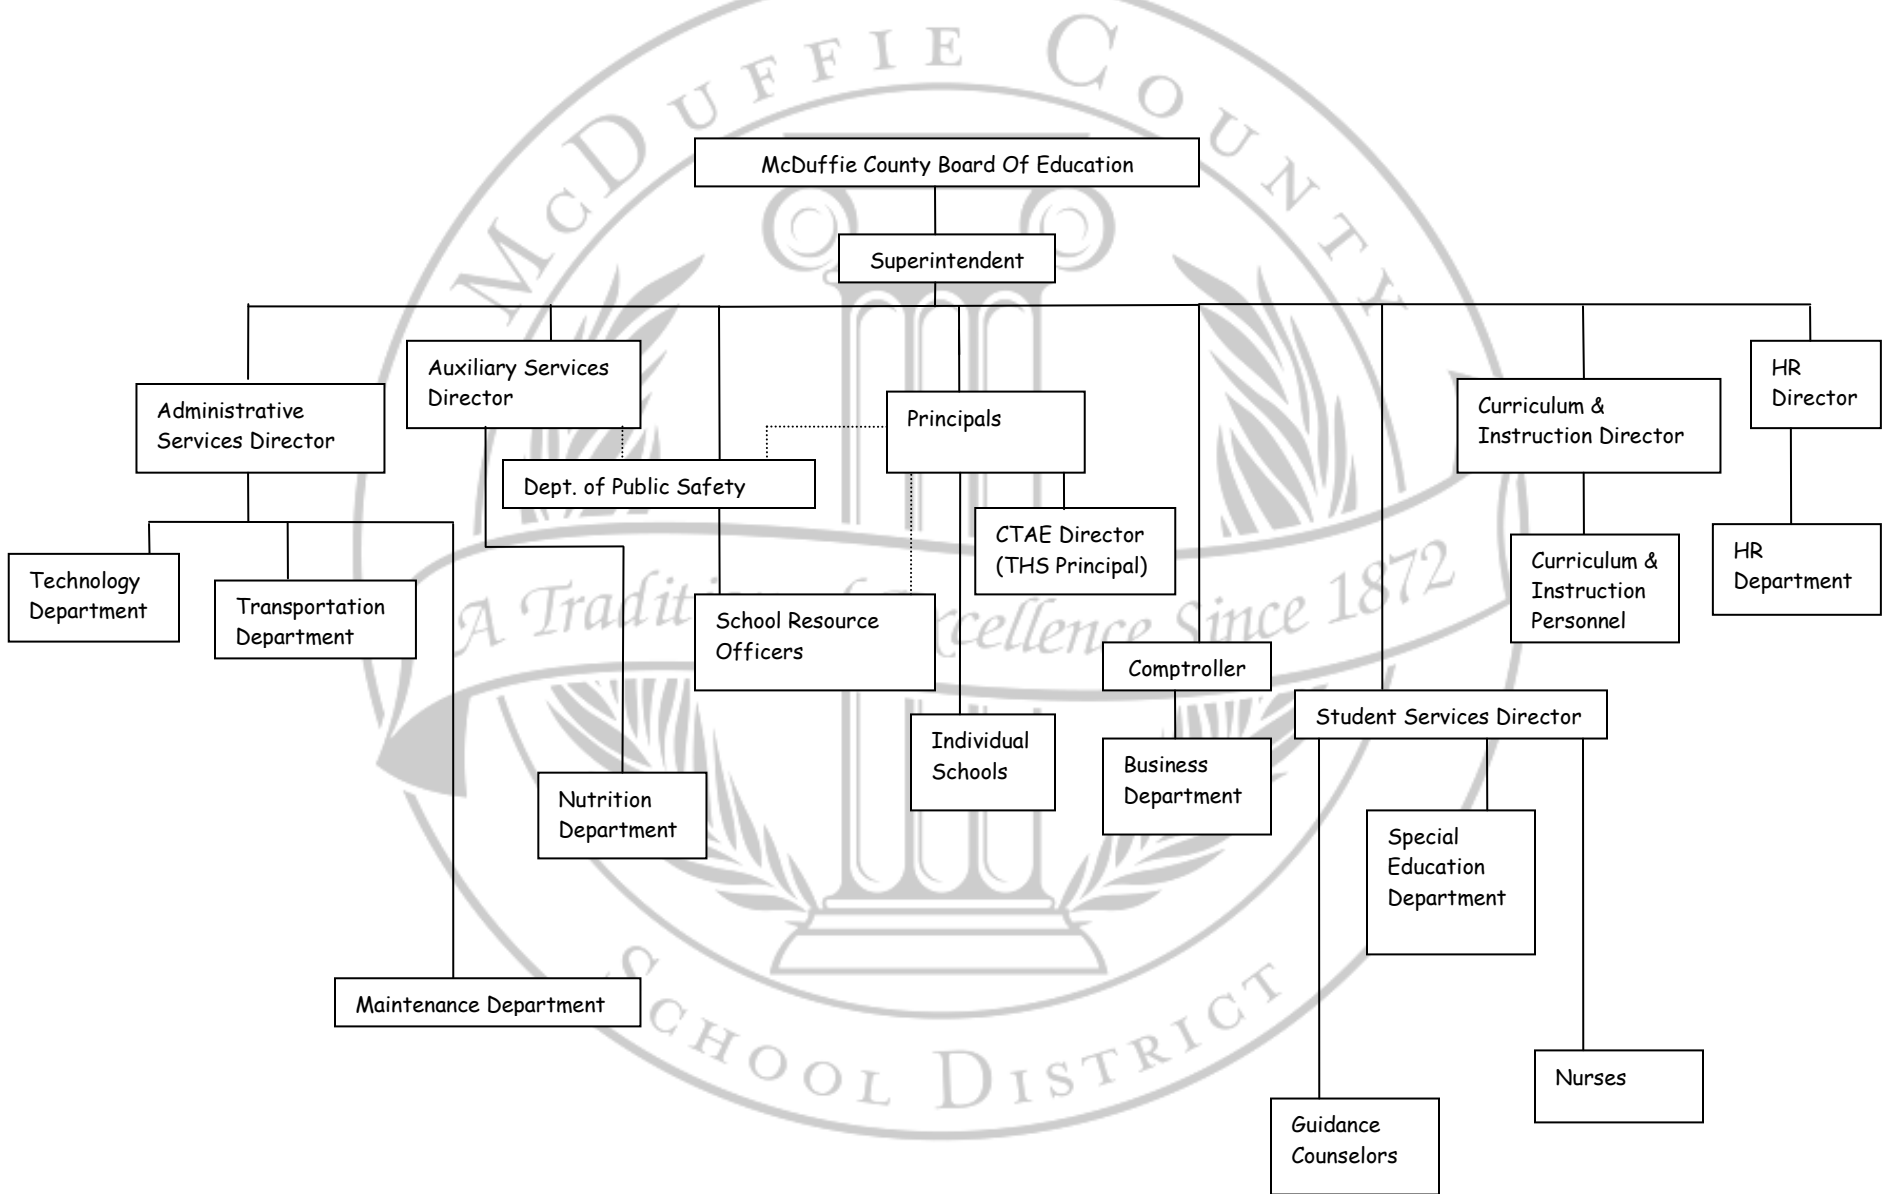 McDuffie County
McDuffie County Board Of Education
Superintendent
Auxiliary Services
Director
HR
Director
Administrative
Services Director
Principals
Curriculum &
Instruction Director
Dept. of Public Safety
CTAE Director
(THS Principal)
HR
Department
Technology
Department
Transportation
Department
Curriculum &
Instruction
Personnel
A Traditi
xcellence Since 1872
School Resource
Officers
Comptroller
Student Services Director
Individual
Schools
Business
Department
Nutrition
Department
Special
Education
Department
Maintenance Department
School District
Nurses
Guidance
Counselors